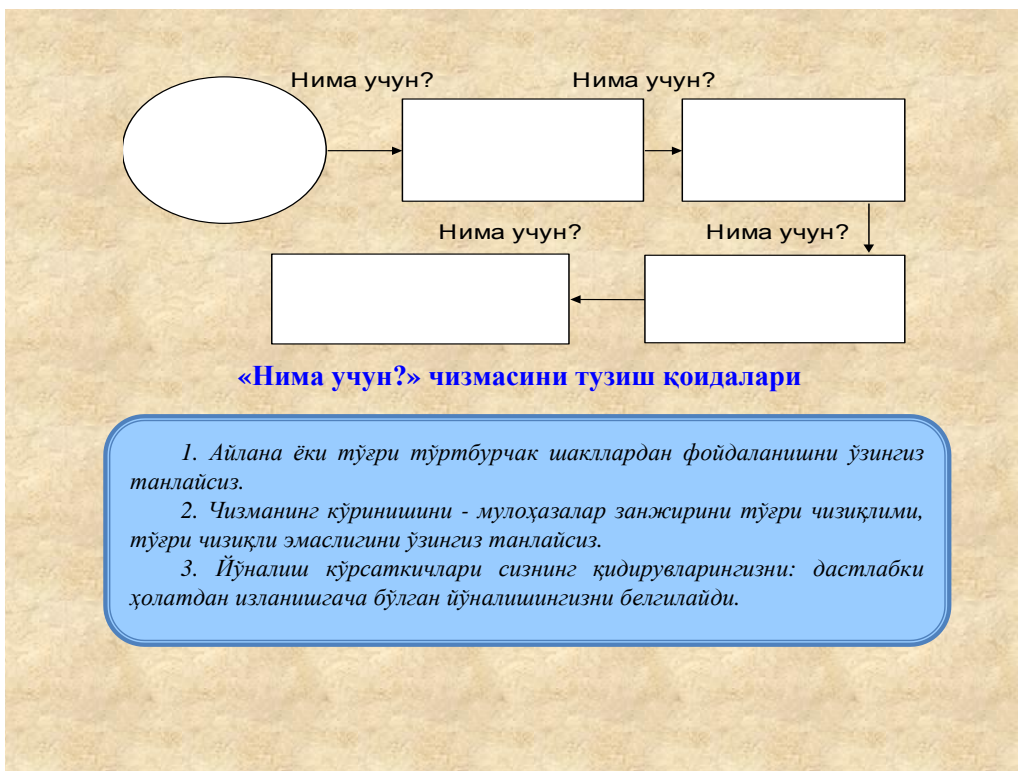 Нима учун? Нима учун?
Нима учун? Нима учун?
«Нима учун?» чизмасини тузиш қоидалари
1. Айлана ёки тўғри тўртбурчак шакллардан фойдаланишни ўзингиз
танлайсиз.
2. Чизманинг кўринишини - мулоҳазалар занжирини тўғри чизиқлими,
тўғри чизиқли эмаслигини ўзингиз танлайсиз.
3. Йўналиш кўрсаткичлари сизнинг қидирувларингизни: дастлабки
ҳолатдан изланишгача бўлган йўналишингизни белгилайди.